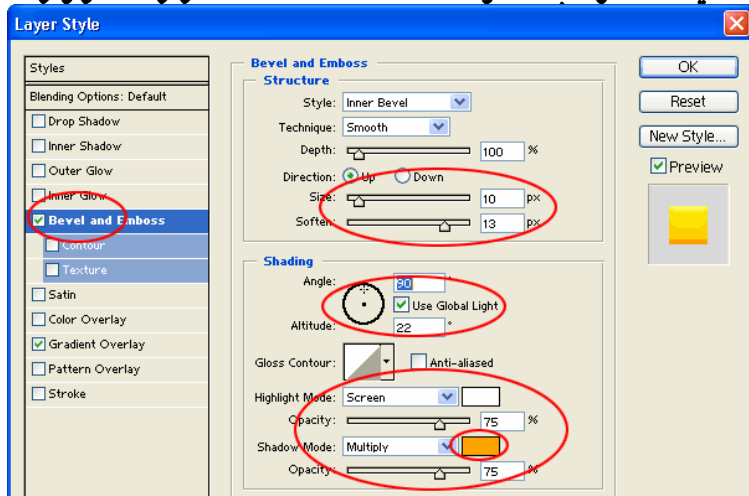 Layer Style
Styles
Blending Options: Default
Drop Shadow
Inner Shadow
Outer Glow
Inner Glow
Bevel and Emboss
Contour
Texture
Satin
Color Overlay
Gradient Overlay
Pattern Overlay
Stroke
Bevel and Emboss
Structure
Style: Inner Bevel
Technique: Smooth
Depth: 100 %
Direction: Up Down
Size: 10 px
Soften: 13 px
Shading
Angle: 90 °
Use Global Light
Altitude: 22 °
Gloss Contour: Anti-aliased
Highlight Mode: Screen
Opacity: 75 %
Shadow Mode: Multiply
Opacity: 75 %
OK
Reset
New Style...
Preview